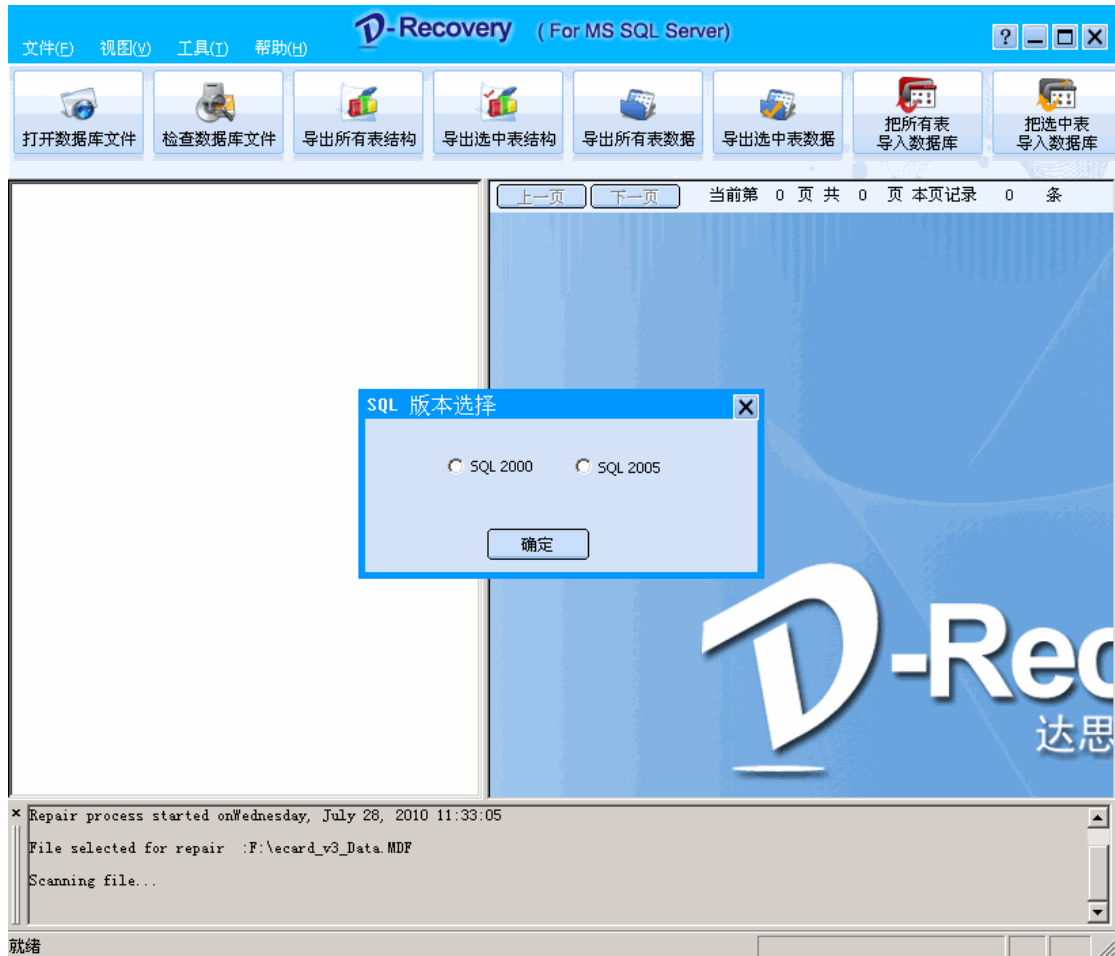 D-Recovery (For MS SQL Server)
文件(F) 视图(V) 工具(T) 帮助(H)
打开数据库文件
检查数据库文件
导出所有表结构
导出选中表结构
导出所有表数据
导出选中表数据
把所有表
导入数据库
把选中表
导入数据库
上一页 下一页 当前第 0 页 共 0 页 本页记录 0 条
SQL 版本选择
SQL 2000 SQL 2005
确定
D-Rec
达思
Repair process started onWednesday, July 28, 2010 11:33:05
File selected for repair :F:\ecard_v3_Data.MDF
Scanning file...
就绪